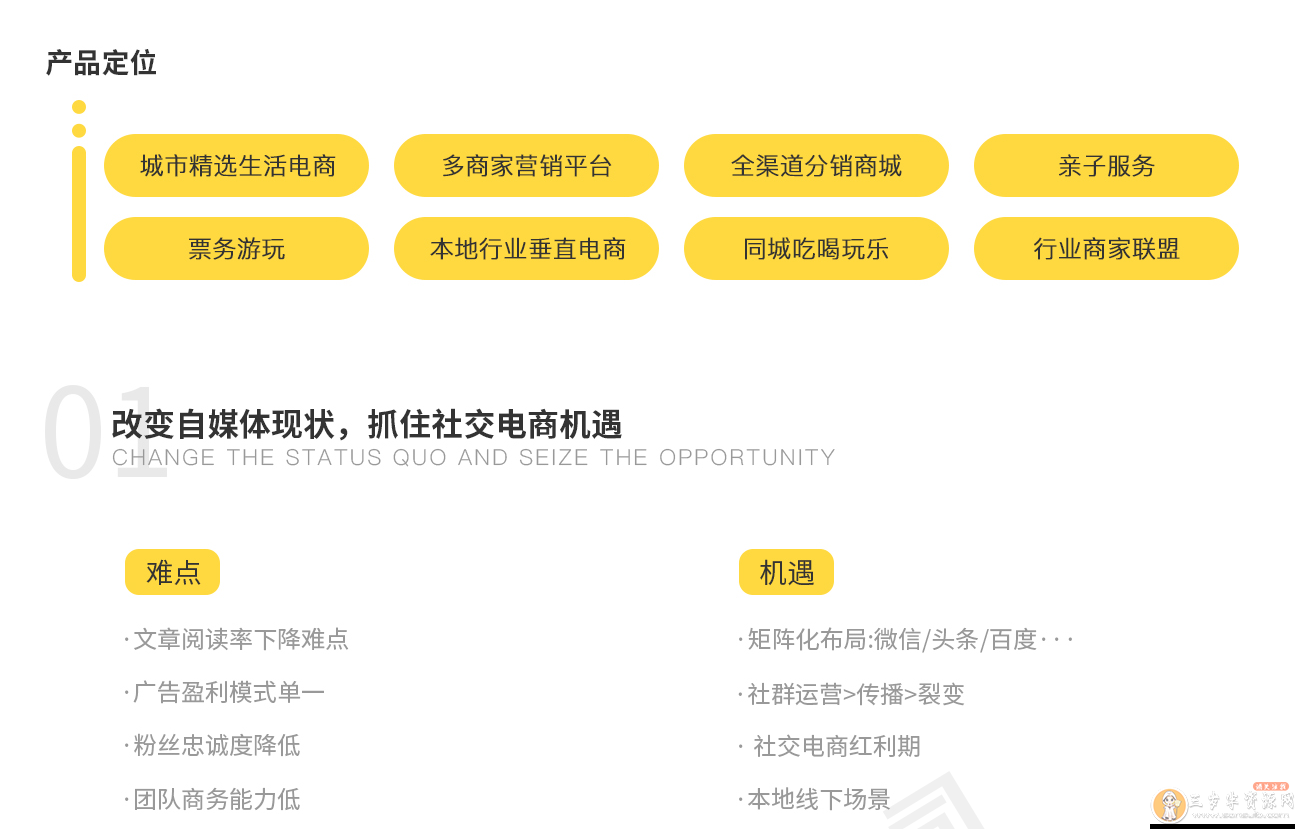 产品定位
城市精选生活电商 多商家营销平台 全渠道分销商城 亲子服务
票务游玩 本地行业垂直电商 同城吃喝玩乐 行业商家联盟
01
改变自媒体现状，抓住社交电商机遇
CHANGE THE STATUS QUO AND SEIZE THE OPPORTUNITY
难点
·文章阅读率下降难点
·广告盈利模式单一
·粉丝忠诚度降低
·团队商务能力低
机遇
·矩阵化布局:微信/头条/百度···
·社群运营>传播>裂变
· 社交电商红利期
·本地线下场景